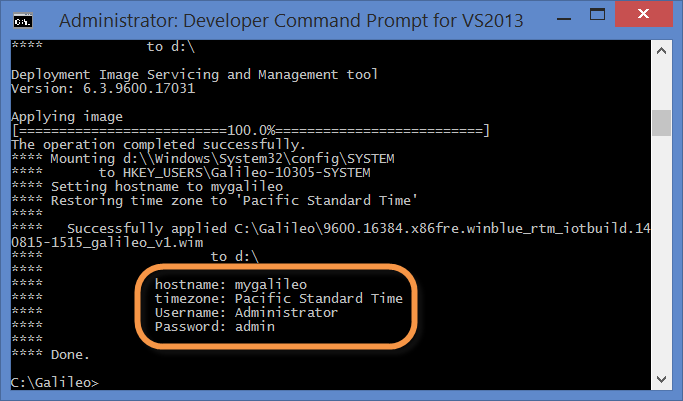 Administrator: Developer Command Prompt for VS2013
**** to d:\
Deployment Image Servicing and Management tool
Version: 6.3.9600.17031
Applying image
[==========================100.0%==========================]
The operation completed successfully.
**** Mounting d:\\Windows\System32\config\SYSTEM
**** to HKEY_USERS\Galileo-10305-SYSTEM
**** Setting hostname to mygalileo
**** Restoring time zone to 'Pacific Standard Time'
****
**** Successfully applied C:\Galileo\9600.16384.x86fre.winblue_rtm_iotbuild.14
0815-1515_galileo_v1.wim
**** to d:\
****
**** hostname: mygalileo
**** timezone: Pacific Standard Time
**** Username: Administrator
**** Password: admin
****
**** Done.
C:\Galileo>